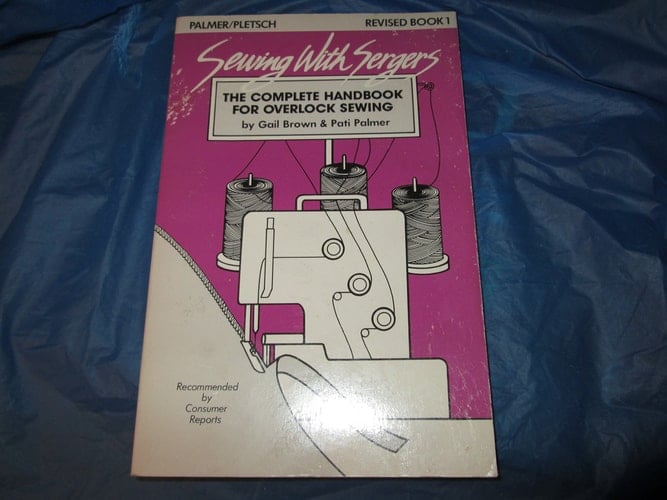 PALMER/PLETSCH REVISED BOOK 1
Sewing With Sergers
THE COMPLETE HANDBOOK
FOR OVERLOCK SEWING
by Gail Brown & Pati Palmer
Recommended
by
Consumer
Reports